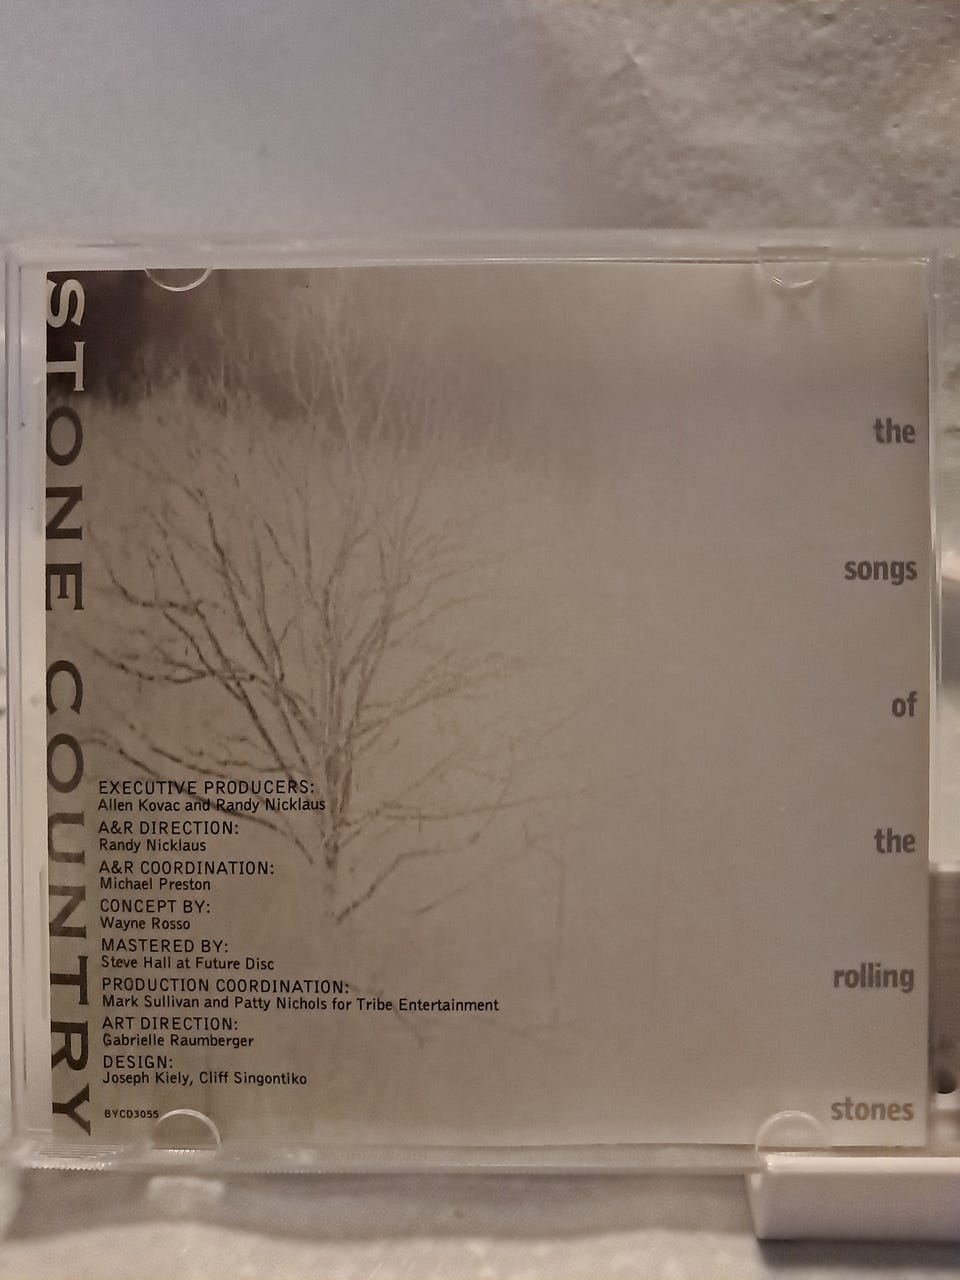 STONE COUNTRY
the
songs
of
the
rolling
stones
EXECUTIVE PRODUCERS:
Allen Kovac and Randy Nicklaus
A&R DIRECTION:
Randy Nicklaus
A&R COORDINATION:
Michael Preston
CONCEPT BY:
Wayne Rosso
MASTERED BY:
Steve Hall at Future Disc
PRODUCTION COORDINATION:
Mark Sullivan and Patty Nichols for Tribe Entertainment
ART DIRECTION:
Gabrielle Raumberger
DESIGN:
Joseph Kiely, Cliff Singontiko
BYCD3055